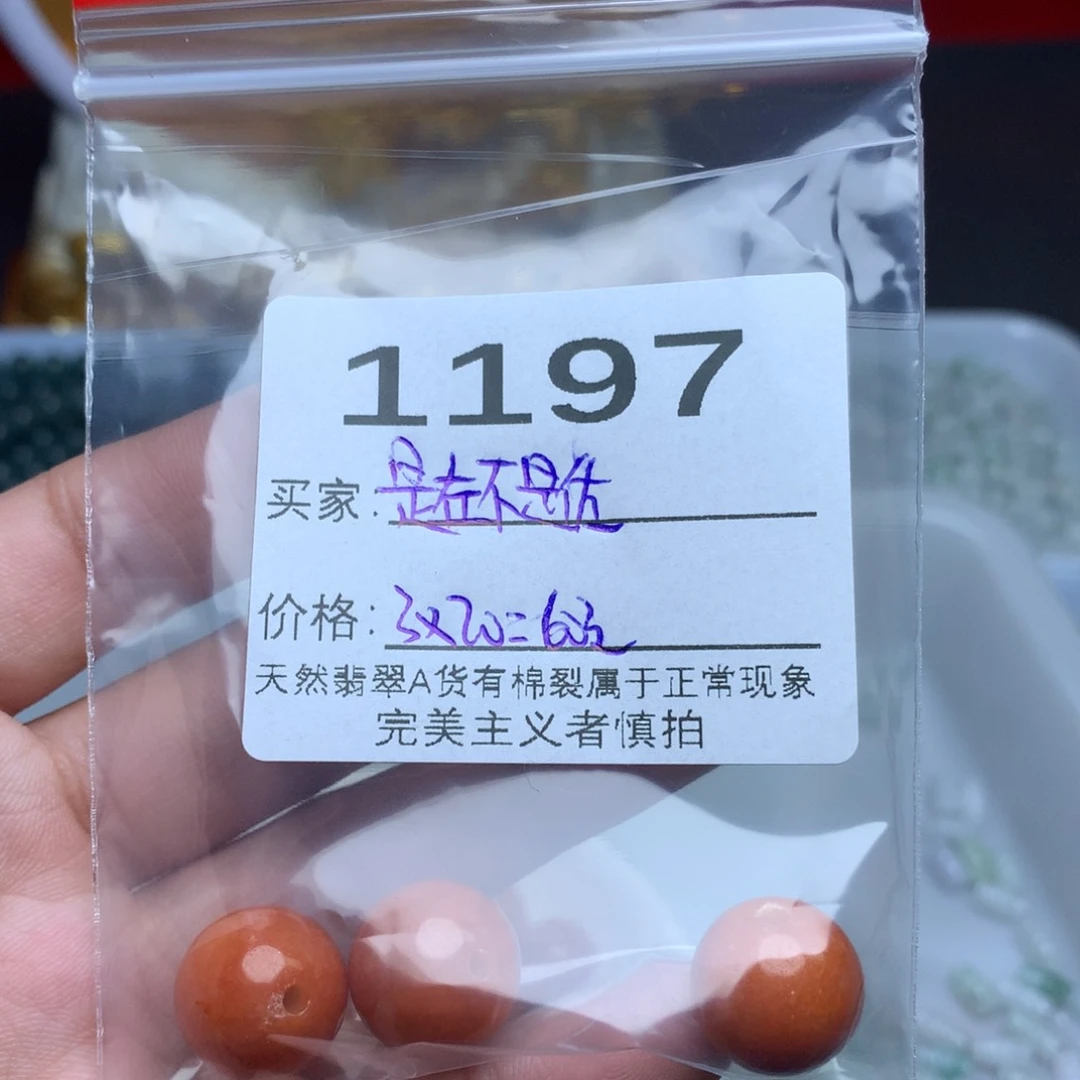 1197
买家:是左不是佐
价格:3x20=60元
天然翡翠A货有棉裂属于正常现象
完美主义者慎拍